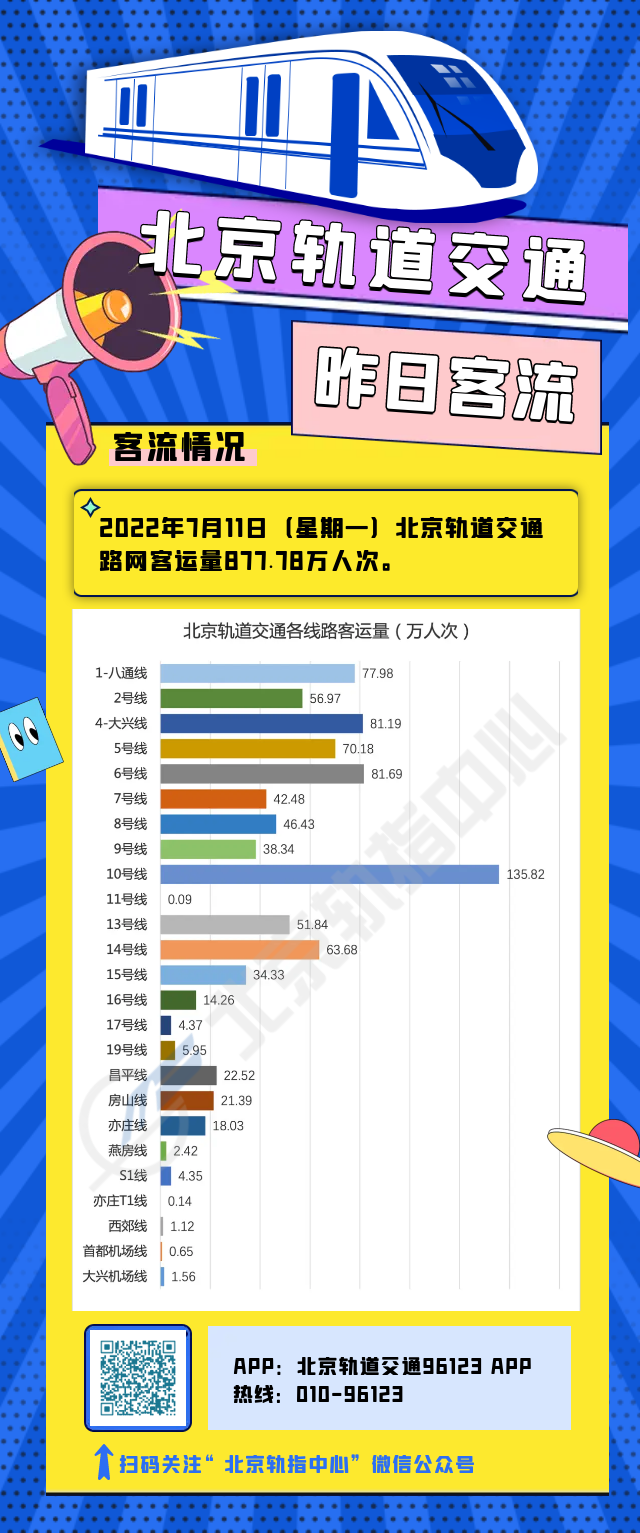 北京轨道交通
昨日客流
客流情况
2022年7月11日（星期一）北京轨道交通
路网客运量877.78万人次。
北京轨道交通各线路客运量（万人次）
1-八通线 77.98
2号线 56.97
4-大兴线 81.19
5号线 70.18
6号线 81.69
7号线 42.48
8号线 46.43
9号线 38.34
10号线 135.82
11号线 0.09
13号线 51.84
14号线 63.68
15号线 34.33
16号线 14.26
17号线 4.37
19号线 5.95
昌平线 22.52
房山线 21.39
亦庄线 18.03
燕房线 2.42
S1线 4.35
亦庄T1线 0.14
西郊线 1.12
首都机场线 0.65
大兴机场线 1.56
北京轨指中心
APP：北京轨道交通96123 APP
热线：010-96123
扫码关注“北京轨指中心”微信公众号